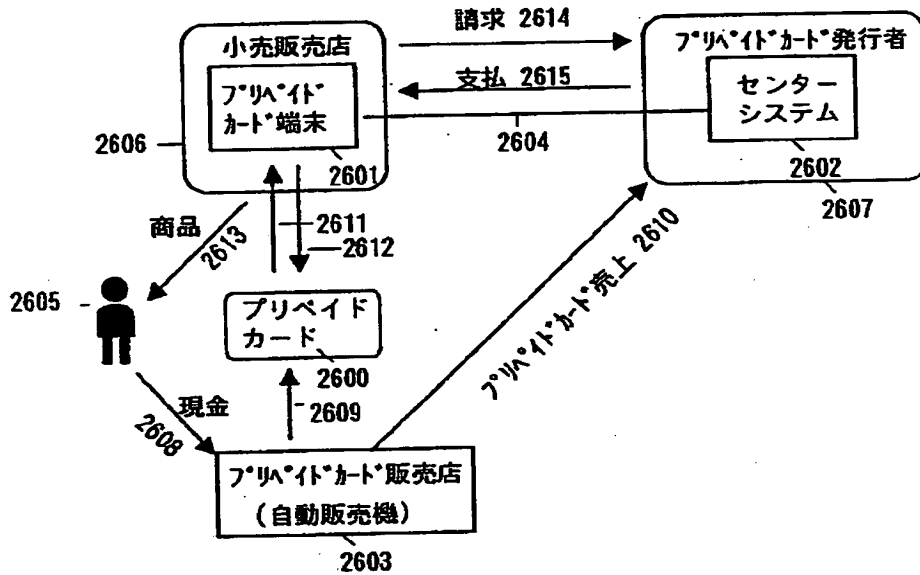 請求 2614
小売販売店
プリペイドカード発行者
支払 2615
プリペイド
カード端末
センター
システム
2606
2604
2601
2602
2607
商品
2613
2611
2612
プリペイドカード売上 2610
2605
プリペイド
カード
2600
現金
2608
2609
プリペイドカード販売店
(自動販売機)
2603